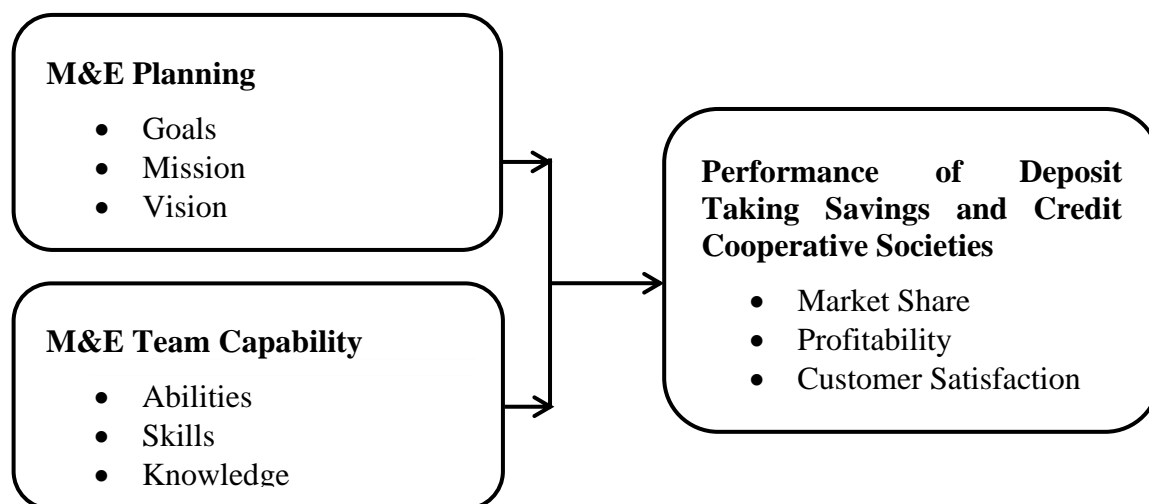 M&E Planning
• Goals
• Mission
• Vision
M&E Team Capability
• Abilities
• Skills
• Knowledge
Performance of Deposit
Taking Savings and Credit
Cooperative Societies
• Market Share
• Profitability
• Customer Satisfaction